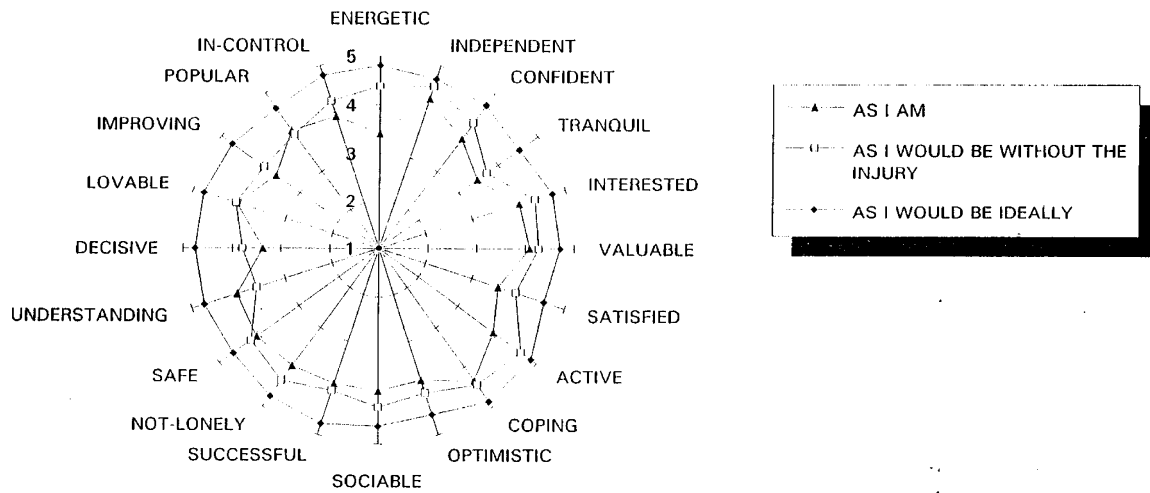 ENERGETIC
IN-CONTROL
INDEPENDENT
POPULAR
CONFIDENT
IMPROVING
TRANQUIL
LOVABLE
INTERESTED
DECISIVE
VALUABLE
UNDERSTANDING
SATISFIED
SAFE
ACTIVE
NOT-LONELY
COPING
SUCCESSFUL
OPTIMISTIC
SOCIABLE
5
4
3
2
1
AS I AM
AS I WOULD BE WITHOUT THE
INJURY
AS I WOULD BE IDEALLY